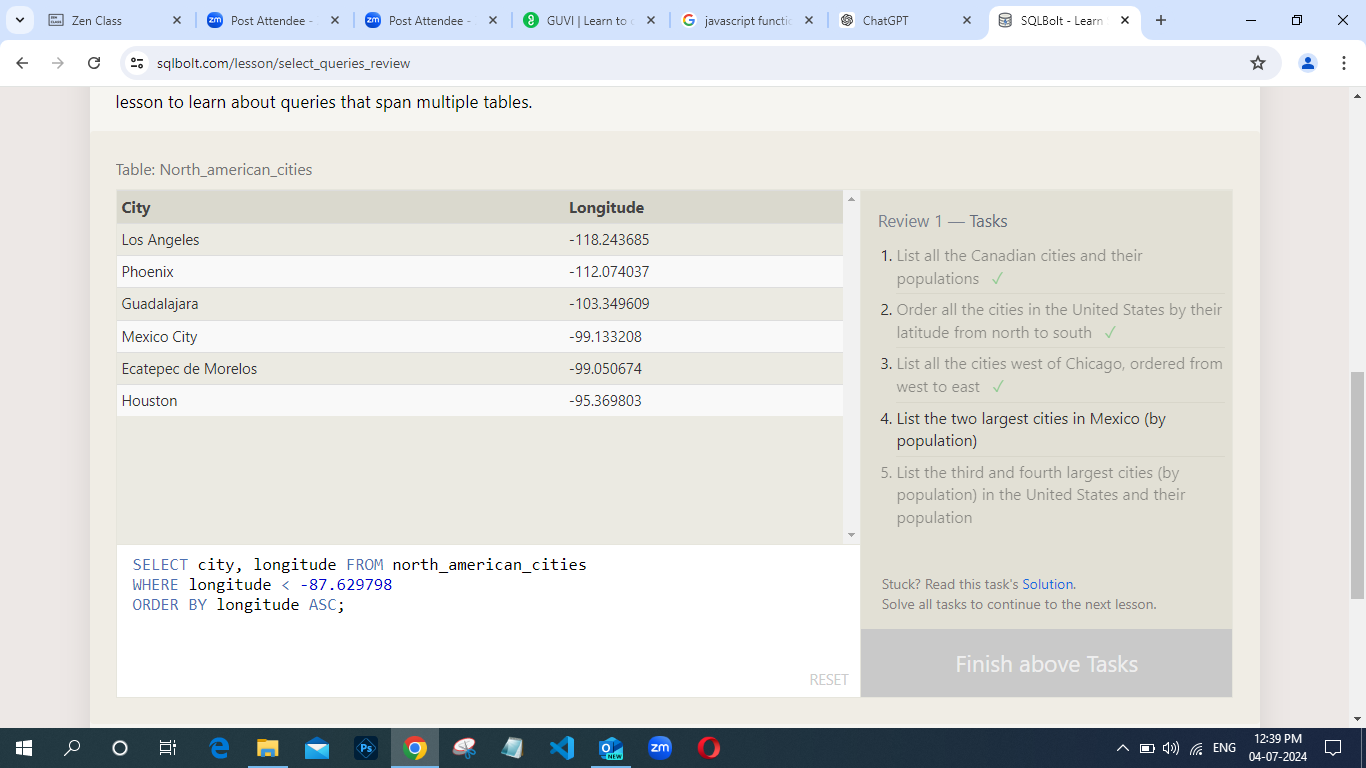 Zen Class
Post Attendee -
Post Attendee -
GUVI | Learn to c
javascript functio
ChatGPT
SQLBolt - Learn S
sqlbolt.com/lesson/select_queries_review
lesson to learn about queries that span multiple tables.
Table: North_american_cities
City Longitude
Los Angeles -118.243685
Phoenix -112.074037
Guadalajara -103.349609
Mexico City -99.133208
Ecatepec de Morelos -99.050674
Houston -95.369803
SELECT city, longitude FROM north_american_cities
WHERE longitude < -87.629798
ORDER BY longitude ASC;
RESET
Review 1 — Tasks
1. List all the Canadian cities and their
populations ✓
2. Order all the cities in the United States by their
latitude from north to south ✓
3. List all the cities west of Chicago, ordered from
west to east ✓
4. List the two largest cities in Mexico (by
population)
5. List the third and fourth largest cities (by
population) in the United States and their
population
Stuck? Read this task's Solution.
Solve all tasks to continue to the next lesson.
Finish above Tasks
ENG
12:39 PM
04-07-2024